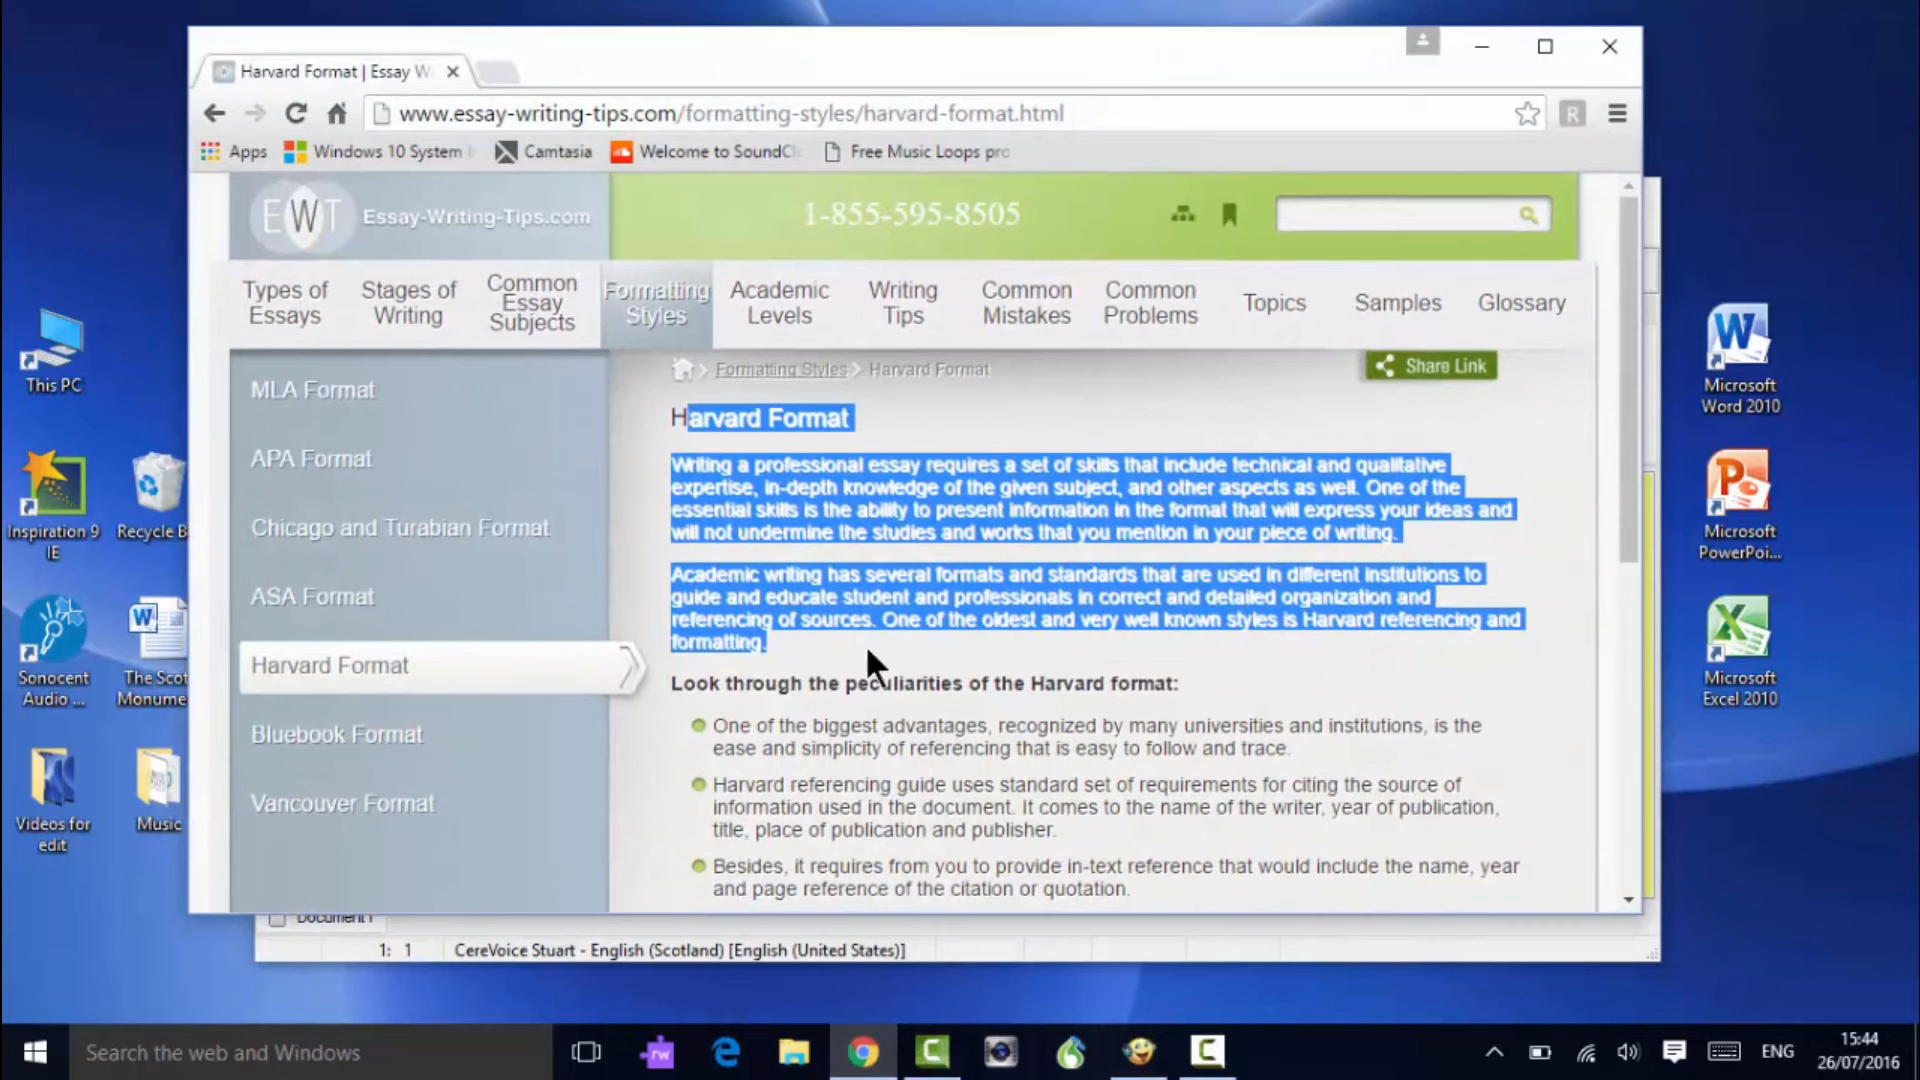 Harvard Format | Essay W
www.essay-writing-tips.com/formatting-styles/harvard-format.html
R
Apps
Windows 10 System
Camtasia
Welcome to SoundCl
Free Music Loops pro
EWT Essay-Writing-Tips.com
1-855-595-8505
Types of
Essays
Stages of
Writing
Common
Essay
Subjects
Formatting
Styles
Academic
Levels
Writing
Tips
Common
Mistakes
Common
Problems
Topics
Samples
Glossary
MLA Format
APA Format
Chicago and Turabian Format
ASA Format
Harvard Format
Bluebook Format
Vancouver Format
Formatting Styles > Harvard Format
Share Link
Harvard Format
Writing a professional essay requires a set of skills that include technical and qualitative
expertise, in-depth knowledge of the given subject, and other aspects as well. One of the
essential skills is the ability to present information in the format that will express your ideas and
will not undermine the studies and works that you mention in your piece of writing.
Academic writing has several formats and standards that are used in different institutions to
guide and educate student and professionals in correct and detailed organization and
referencing of sources. One of the oldest and very well known styles is Harvard referencing and
formatting.
Look through the peculiarities of the Harvard format:
One of the biggest advantages, recognized by many universities and institutions, is the
ease and simplicity of referencing that is easy to follow and trace.
Harvard referencing guide uses standard set of requirements for citing the source of
information used in the document. It comes to the name of the writer, year of publication,
title, place of publication and publisher.
Besides, it requires from you to provide in-text reference that would include the name, year
and page reference of the citation or quotation.
This PC
Inspiration 9
IE
Recycle B
Sonocent
Audio ...
The Scot
Monume
Videos for
edit
Music
Microsoft
Word 2010
Microsoft
PowerPoi...
Microsoft
Excel 2010
Document1
1: 1
CereVoice Stuart - English (Scotland) [English (United States)]
Search the web and Windows
rw
ENG
15:44
26/07/2016